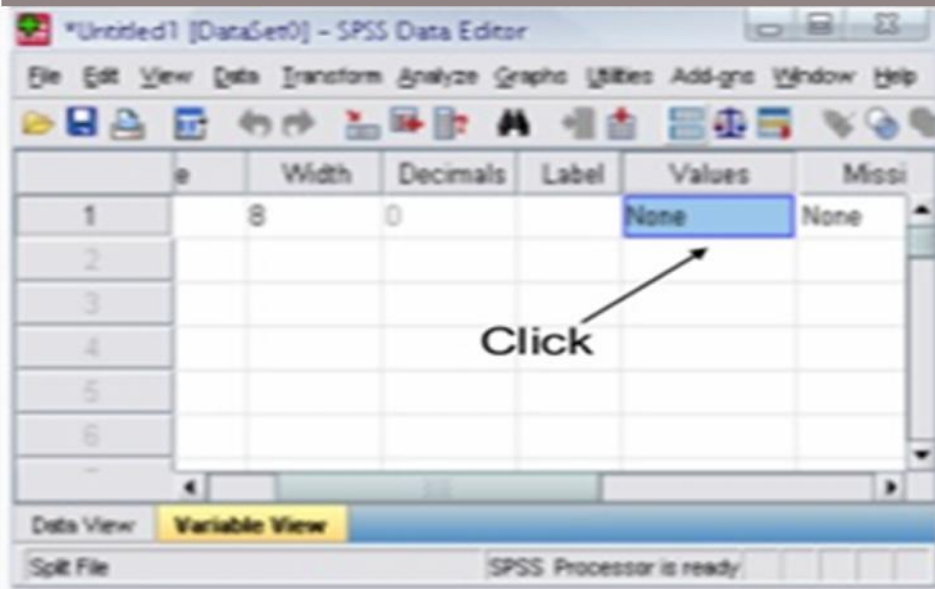 *Untitled1 [DataSet0] - SPSS Data Editor
File Edit View Data Transform Analyze Graphs Utilities Add-ons Window Help
e Width Decimals Label Values Missi
1 8 0 None None
2
3
4
5
6
Click
Data View Variable View
Split File SPSS Processor is ready